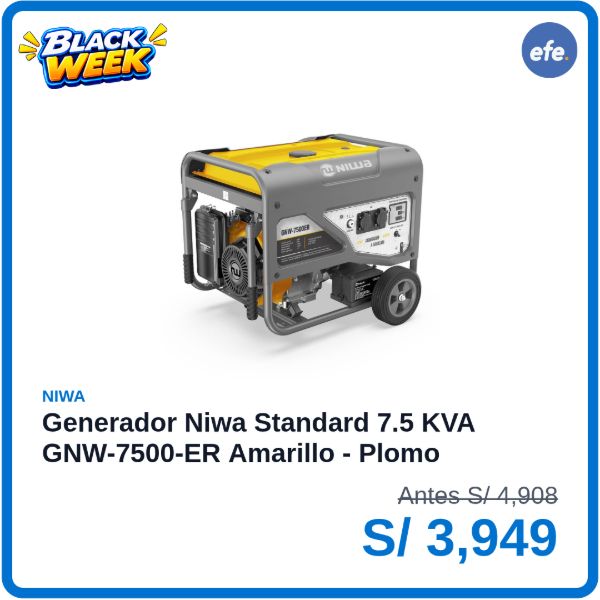 BLACK
WEEK
efe.
NIWA
GNW-7500ER
NIWA
Generador Niwa Standard 7.5 KVA
GNW-7500-ER Amarillo - Plomo
Antes S/ 4,908
S/ 3,949